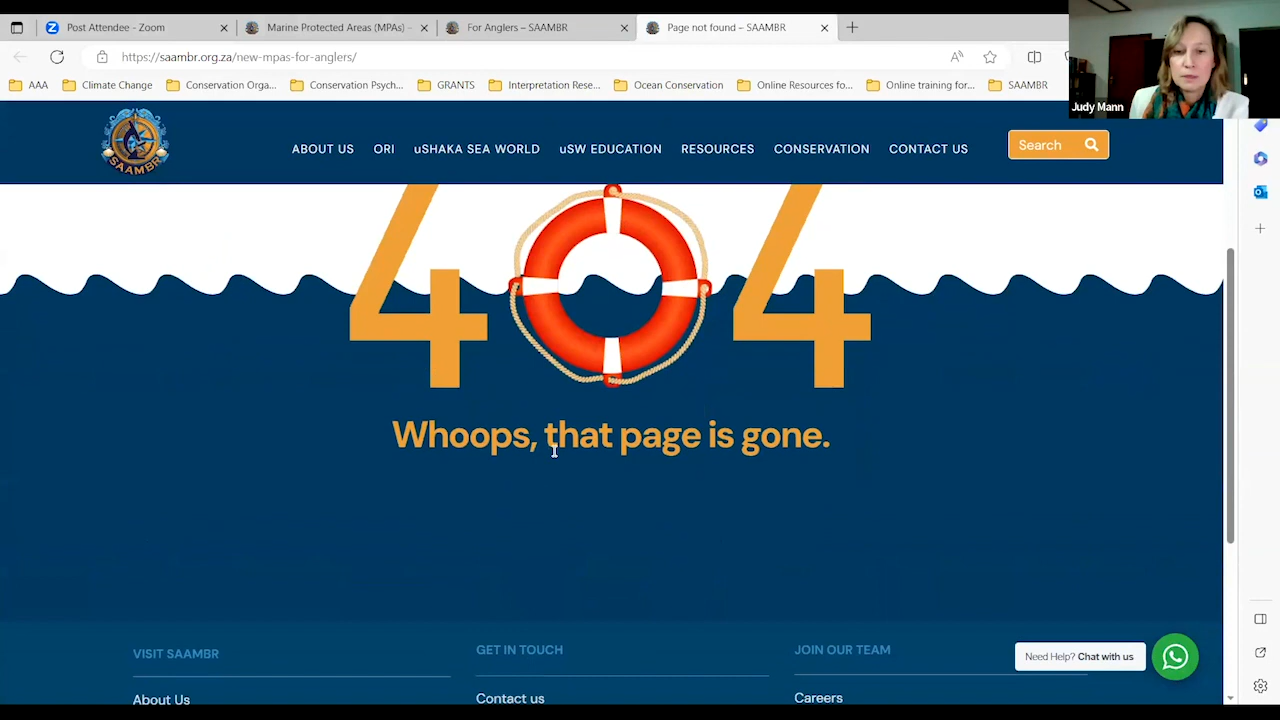 Post Attendee - Zoom
Marine Protected Areas (MPAs) –
For Anglers – SAAMBR
Page not found – SAAMBR
https://saambr.org.za/new-mpas-for-anglers/
AAA
Climate Change
Conservation Orga...
Conservation psych...
GRANTS
Interpretation Rese...
Ocean Conservation
Online Resources fo...
Online training for...
SAAMBR
Judy Mann
SAAMBR
ABOUT US
ORI
uSHAKA SEA WORLD
uSW EDUCATION
RESOURCES
CONSERVATION
CONTACT US
Search
404
Whoops, that page is gone.
VISIT SAAMBR
GET IN TOUCH
JOIN OUR TEAM
Need Help? Chat with us
About Us
Contact us
Careers